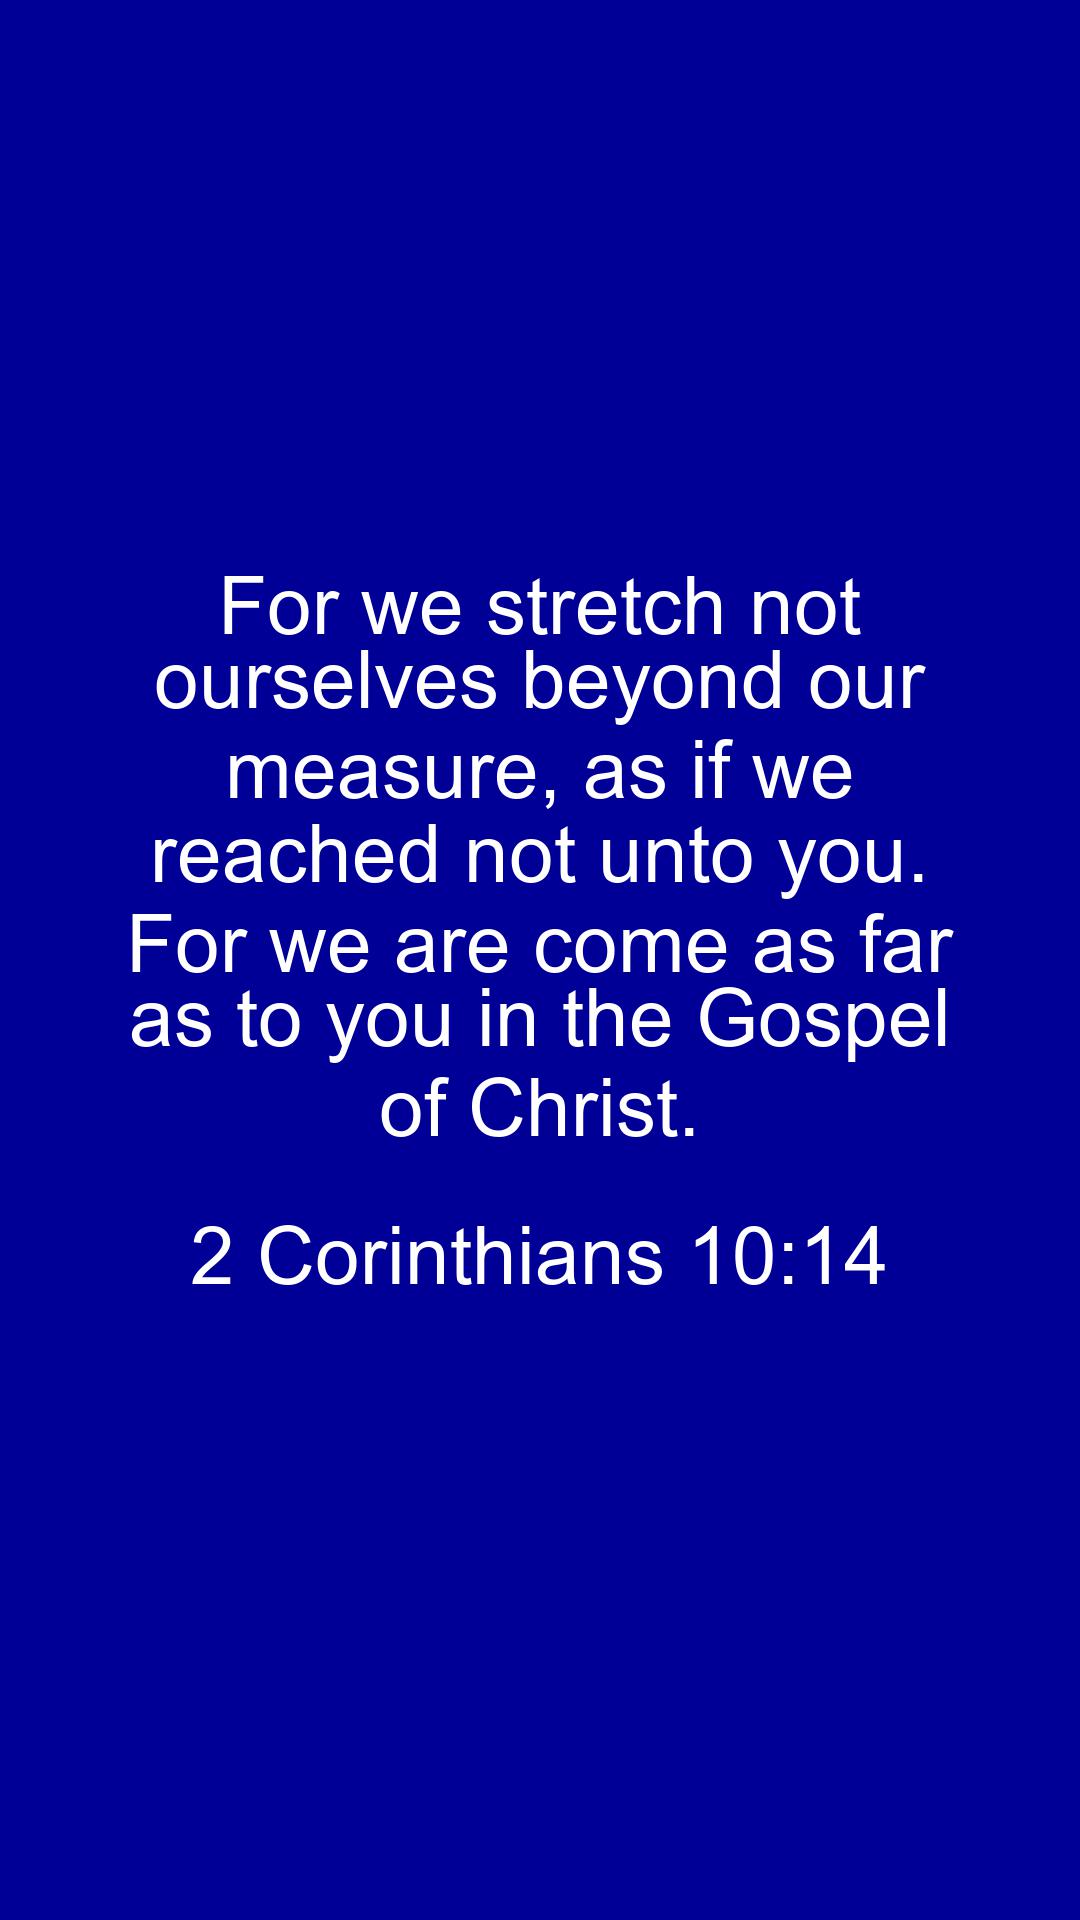 For we stretch not
ourselves beyond our
measure, as if we
reached not unto you.
For we are come as far
as to you in the Gospel
of Christ.
2 Corinthians 10:14